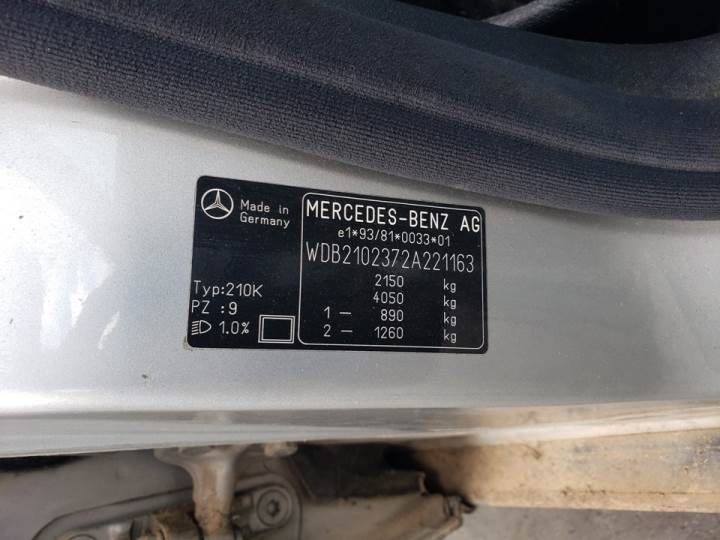 Made in
Germany
MERCEDES-BENZ AG
e1*93/81*0033*01
WDB2102372A221163
2150 kg
4050 kg
1 — 890 kg
2 — 1260 kg
Typ:210K
PZ :9
1.0%